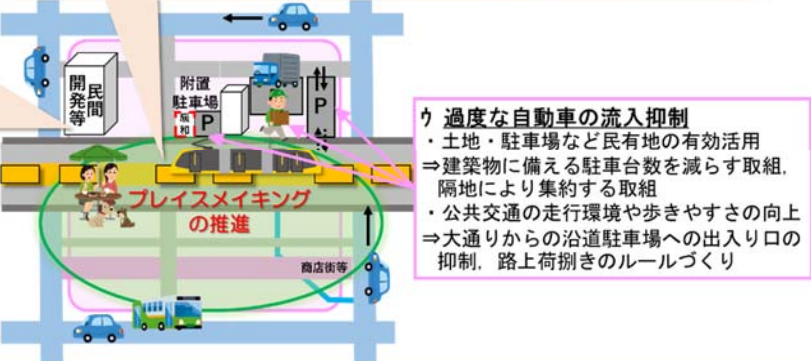 民間
開発等
附置
駐車場
緩和
P
P
プレイスメイキング
の推進
商店街等
ｳ 過度な自動車の流入抑制
・土地・駐車場など民有地の有効活用
⇒建築物に備える駐車台数を減らす取組,
隔地により集約する取組
・公共交通の走行環境や歩きやすさの向上
⇒大通りからの沿道駐車場への出入り口の
抑制, 路上荷捌きのルールづくり